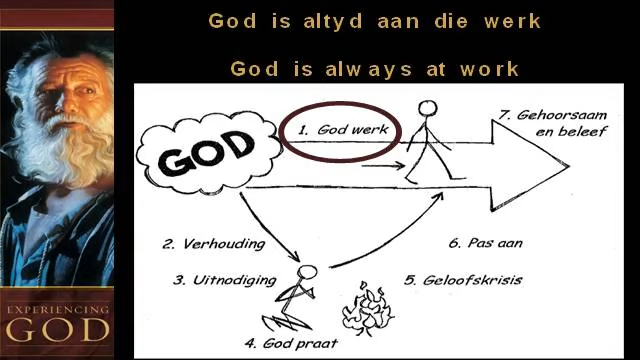 God is altyd aan die werk
God is always at work
GOD
1. God werk
7. Gehoorsaam
en beleef
2. Verhouding
6. Pas aan
3. Uitnodiging
5. Geloofskrisis
4. God praat
EXPERIENCING
GOD